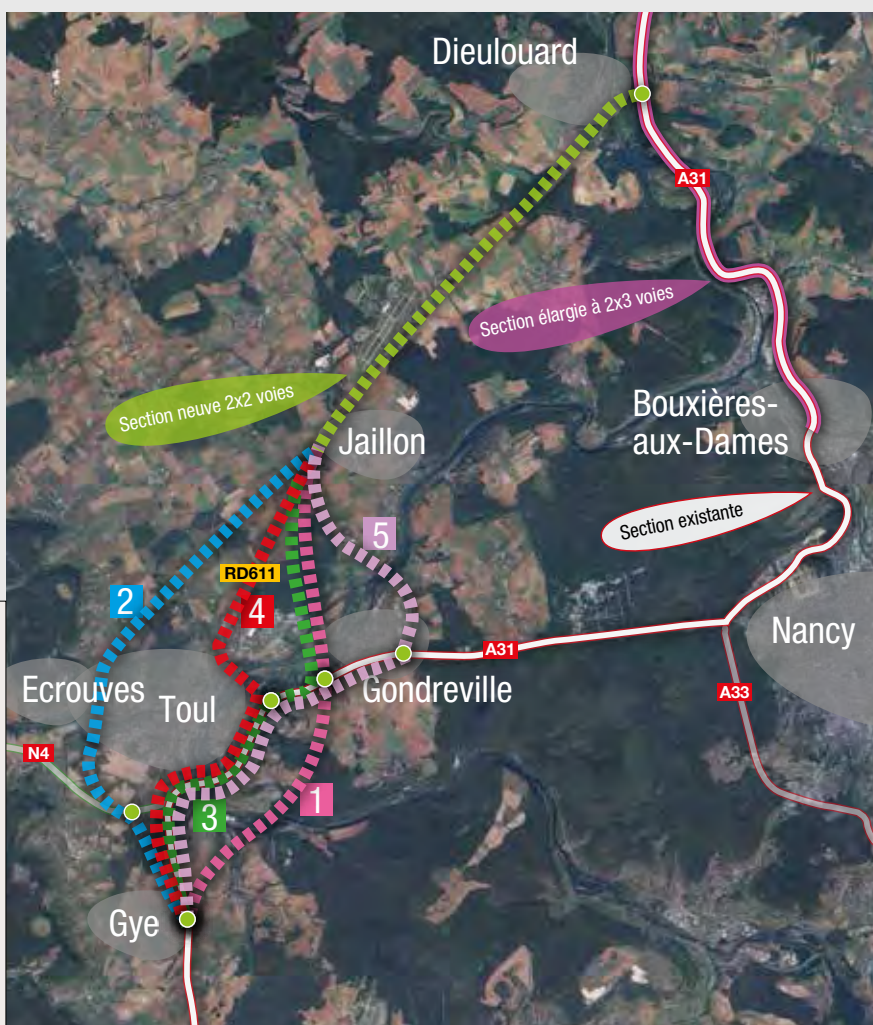 Dieulouard
A31
Section élargie à 2x3 voies
Section neuve 2x2 voies
Bouxières-
aux-Dames
Jaillon
Section existante
5
RD611
2
4
Nancy
A31
Ecrouves
Toul
Gondreville
A33
N4
1
3
Gye